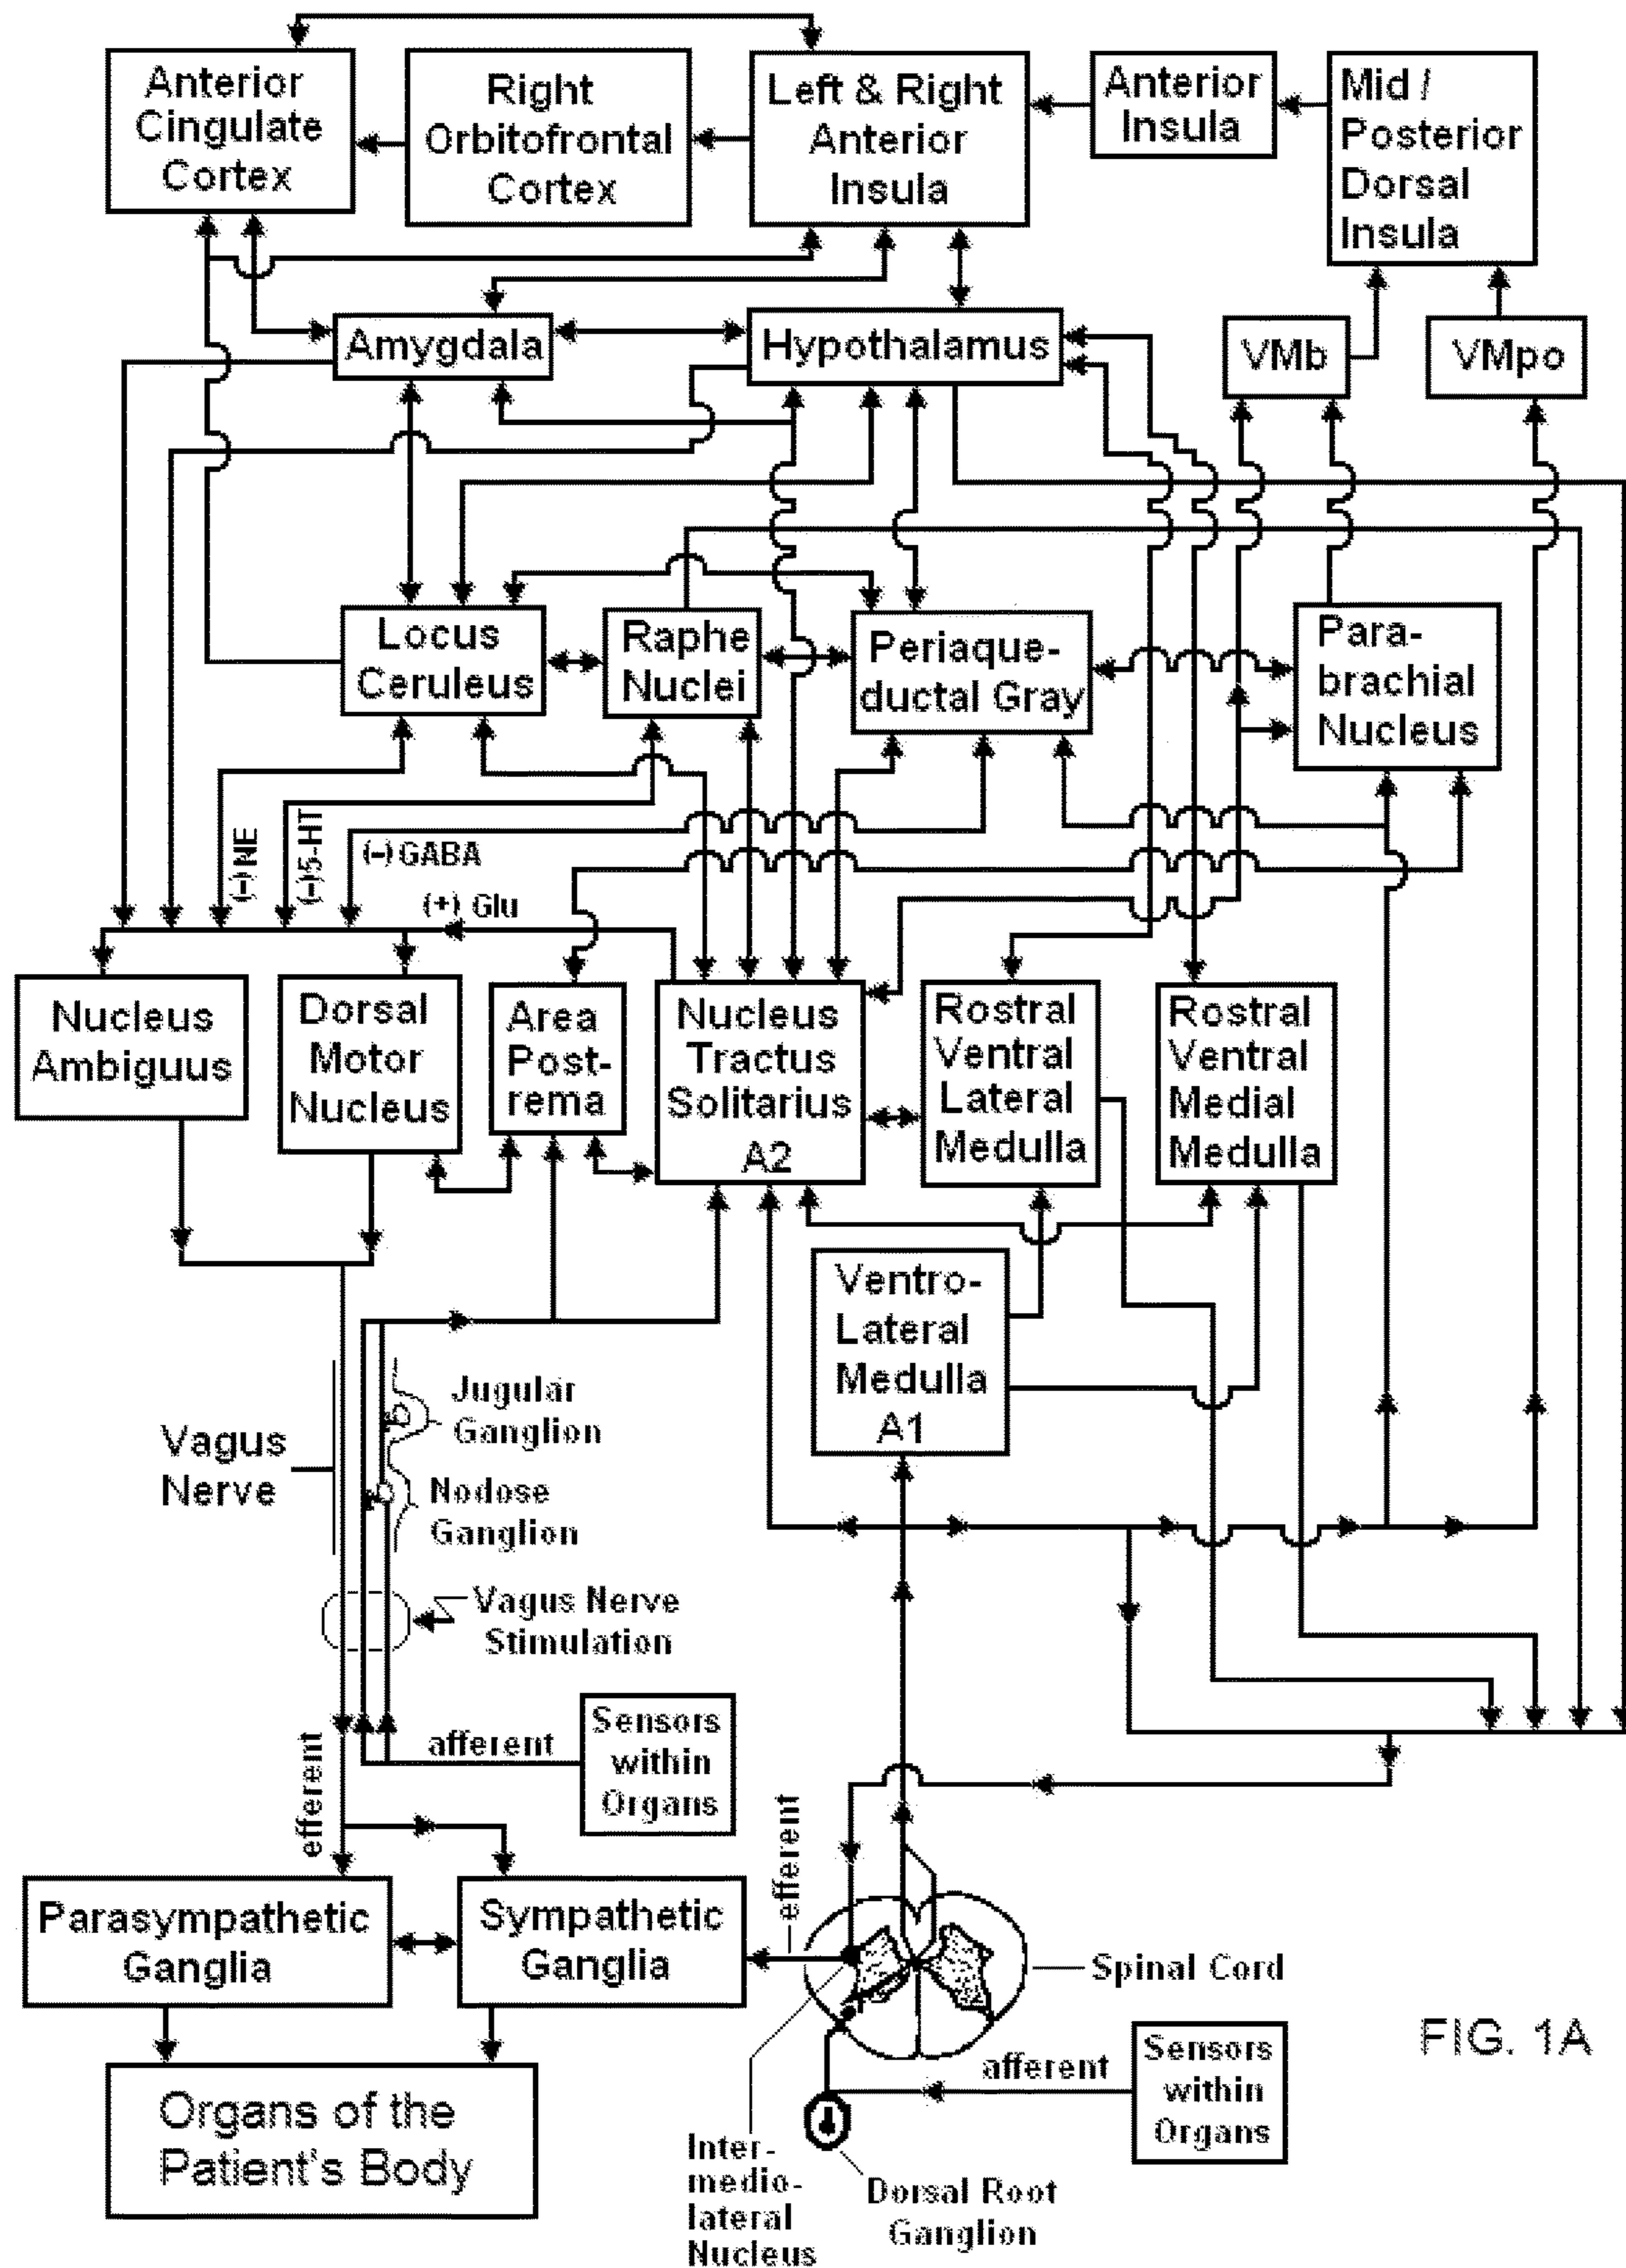 Anterior
Cingulate
Cortex
Right
Orbitofrontal
Cortex
Left & Right
Anterior
Insula
Anterior
Insula
Mid /
Posterior
Dorsal
Insula
Amygdala
Hypothalamus
VMb
VMpo
Locus
Ceruleus
Raphe
Nuclei
Periaque-
ductal Gray
Para-
brachial
Nucleus
(-) NE
(-)5-HT
(-) GABA
(+) Glu
Nucleus
Ambiguus
Dorsal
Motor
Nucleus
Area
Post-
rema
Nucleus
Tractus
Solitarius
A2
Rostral
Ventral
Lateral
Medulla
Rostral
Ventral
Medial
Medulla
Ventro-
Lateral
Medulla
A1
Jugular
Ganglion
Vagus
Nerve
Nodose
Ganglion
Vagus Nerve
Stimulation
Sensors
within
Organs
afferent
efferent
efferent
Parasympathetic
Ganglia
Sympathetic
Ganglia
Spinal Cord
FIG. 1A
Sensors
within
Organs
afferent
Organs of the
Patient's Body
Inter-
medio-
lateral
Nucleus
Dorsal Root
Ganglion